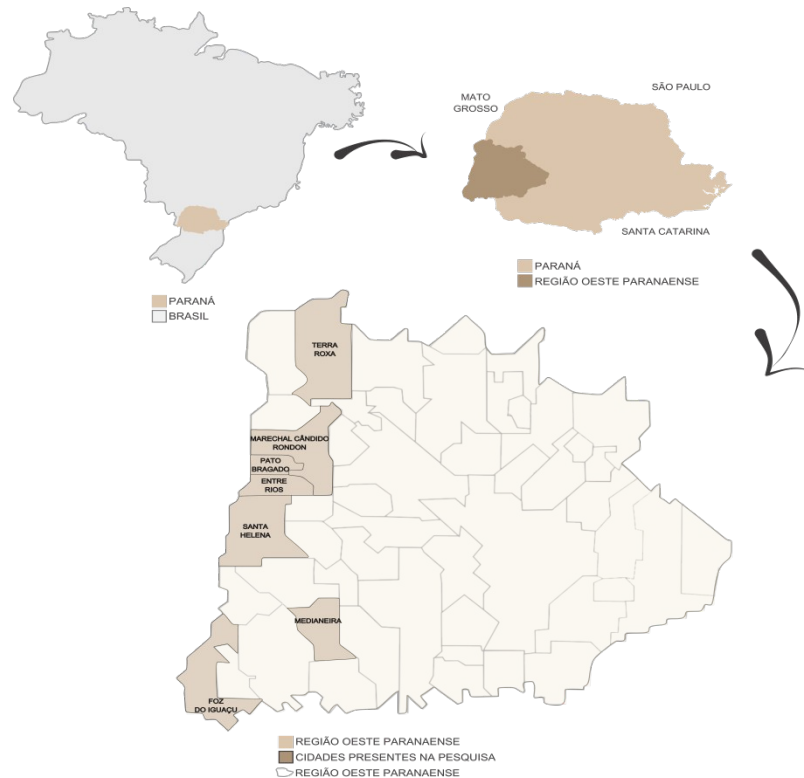 MATO
GROSSO
SÃO PAULO
SANTA CATARINA
PARANÁ
REGIÃO OESTE PARANAENSE
PARANÁ
BRASIL
TERRA
ROXA
MARECHAL CÂNDIDO
RONDON
PATO
BRAGADO
ENTRE
RIOS
SANTA
HELENA
MEDIANEIRA
FOZ
DO IGUAÇU
REGIÃO OESTE PARANAENSE
CIDADES PRESENTES NA PESQUISA
REGIÃO OESTE PARANAENSE